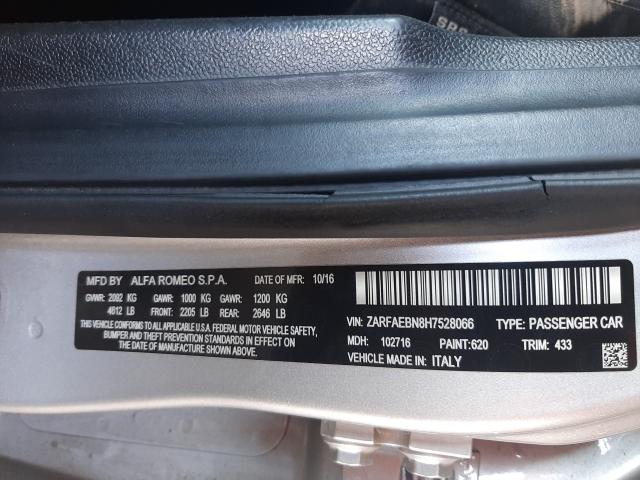 MFD BY ALFA ROMEO S.P.A. DATE OF MFR: 10/16
GVWR: 2092 KG GAWR: 1000 KG GAWR: 1200 KG
4612 LB FRONT: 2205 LB REAR: 2646 LB
THIS VEHICLE CONFORMS TO ALL APPLICABLE FEDERAL MOTOR VEHICLE SAFETY,
BUMPER AND THEFT PREVENTION STANDARDS IN EFFECT ON
THE DATE OF MANUFACTURE SHOWN ABOVE.
VIN: ZARFAEBN8H7528066 TYPE: PASSENGER CAR
MDH: 102716 PAINT:620 TRIM: 433
VEHICLE MADE IN: ITALY